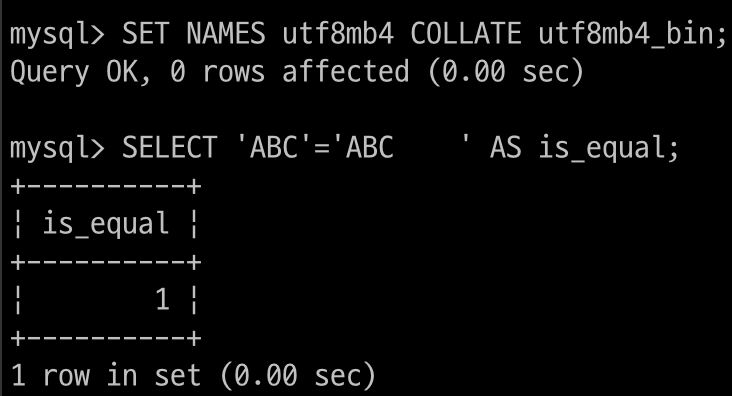 mysql> SET NAMES utf8mb4 COLLATE utf8mb4_bin;
Query OK, 0 rows affected (0.00 sec)
mysql> SELECT 'ABC'='ABC    ' AS is_equal;
+----------+
¦ is_equal ¦
+----------+
¦        1 ¦
+----------+
1 row in set (0.00 sec)